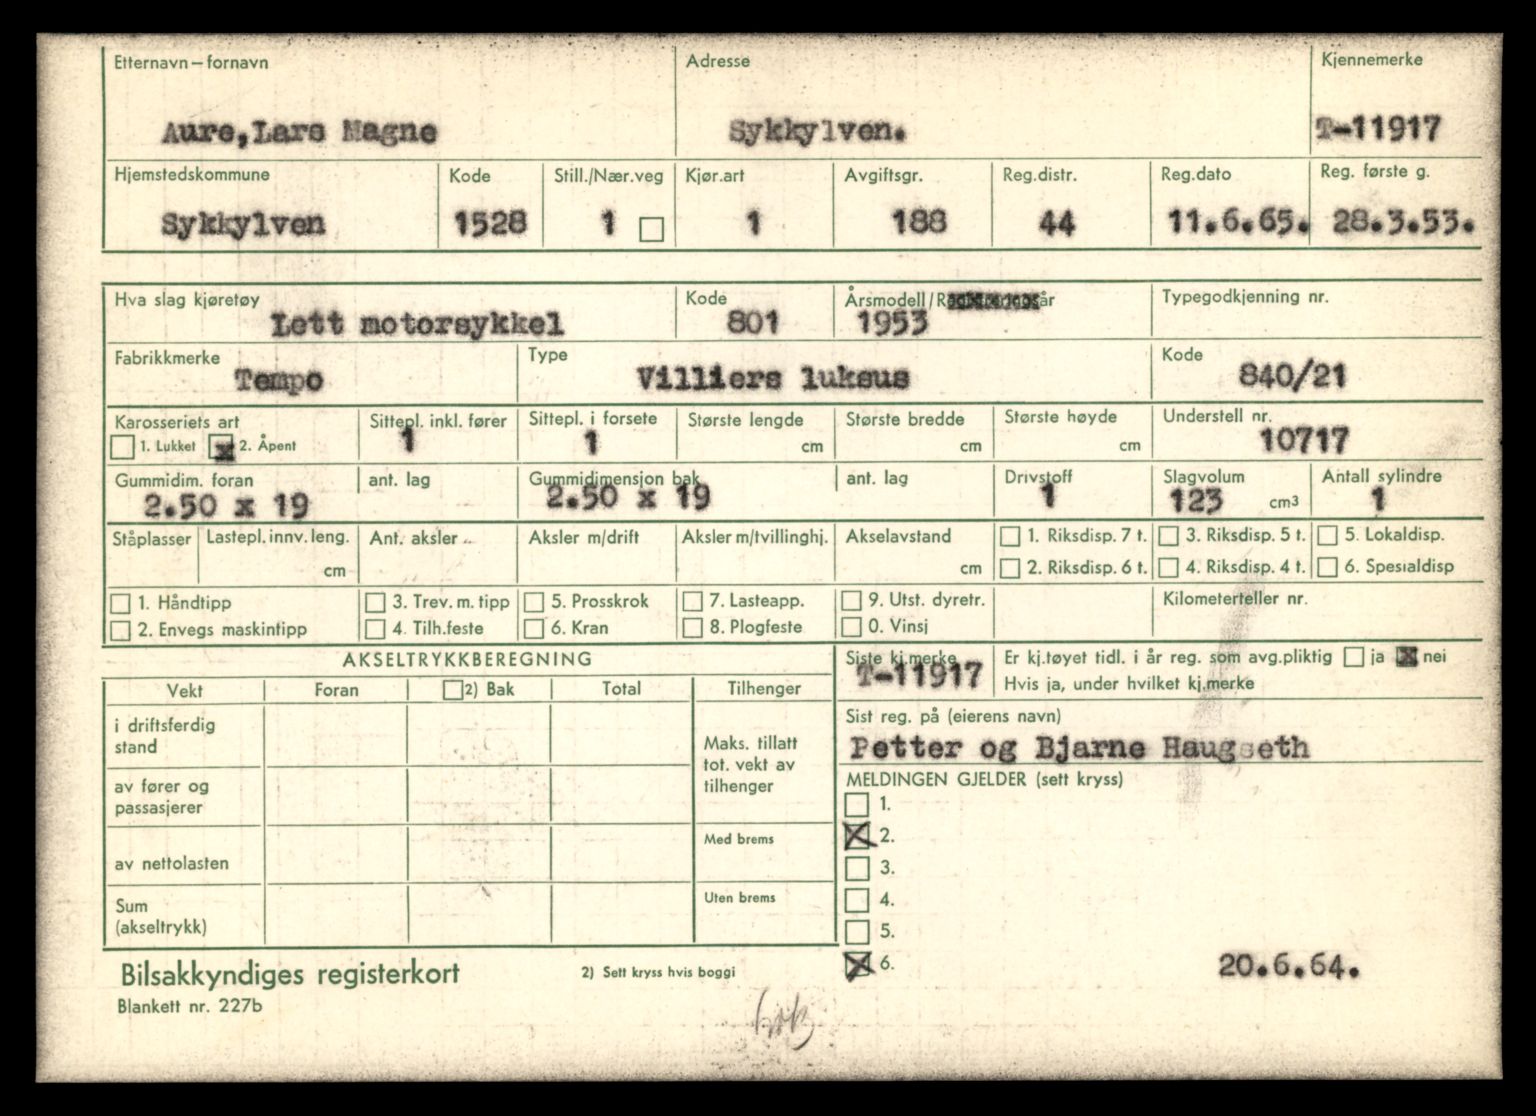 Etternavn – fornavn Adresse Kjennemerke
Aure,Lars Magne Sykkylven. T-11917
Hjemstedskommune Kode Still./Nær.veg Kjør.art Avgiftsgr. Reg.distr. Reg.dato Reg. første g.
Sykkylven 1528 1 1 188 44 11.6.65. 28.3.53.
Hva slag kjøretøy Kode Årsmodell/Registreringsår Typegodkjenning nr.
Lett motorsykkel 801 1953
Fabrikkmerke Type Kode
Tempo Villiers luksus 840/21
Karosseriets art Sittepl. inkl. fører Sittepl. i forsete Største lengde Største bredde Største høyde Understell nr.
1. Lukket x 2. Åpent 1 1 cm cm cm 10717
Gummidim. foran ant. lag Gummidimensjon bak ant. lag Drivstoff Slagvolum Antall sylindre
2.50 x 19 2.50 x 19 1 123 cm3 1
Ståplasser Lastepl. innv. leng. Ant. aksler Aksler m/drift Aksler m/tvillinghj. Akselavstand 1. Riksdisp. 7 t. 3. Riksdisp. 5 t. 5. Lokaldisp.
cm cm 2. Riksdisp. 6 t. 4. Riksdisp. 4 t. 6. Spesialdisp
1. Håndtipp 3. Trev. m. tipp 5. Prosskrok 7. Lasteapp. 9. Utst. dyretr. Kilometerteller nr.
2. Envegs maskintipp 4. Tilh.feste 6. Kran 8. Plogfeste 0. Vinsj
AKSELTRYKKBEREGNING
Vekt Foran 2) Bak Total Tilhenger
i driftsferdig
stand
Maks. tillatt
tot. vekt av
tilhenger
av fører og
passasjerer
Med brems
av nettolasten
Uten brems
Sum
(akseltrykk)
Siste kj.merke Er kj.tøyet tidl. i år reg. som avg.pliktig ja x nei
T-11917 Hvis ja, under hvilket kj.merke
Sist reg. på (eierens navn)
Petter og Bjarne Haugseth
MELDINGEN GJELDER (sett kryss)
1.
X 2.
3.
4.
5.
X 6. 20.6.64.
Bilsakkyndiges registerkort 2) Sett kryss hvis boggi
Blankett nr. 227b